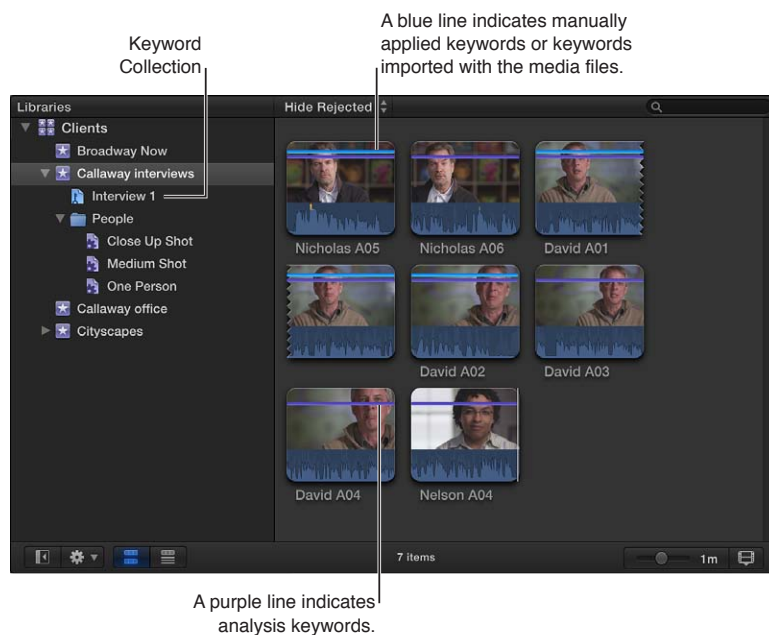 A blue line indicates manually
applied keywords or keywords
imported with the media files.
Keyword
Collection
Libraries
Hide Rejected
Clients
Broadway Now
Callaway interviews
Interview 1
People
Close Up Shot
Medium Shot
One Person
Callaway office
Cityscapes
Nicholas A05
Nicholas A06
David A01
David A02
David A03
David A04
Nelson A04
7 items
1m
A purple line indicates
analysis keywords.